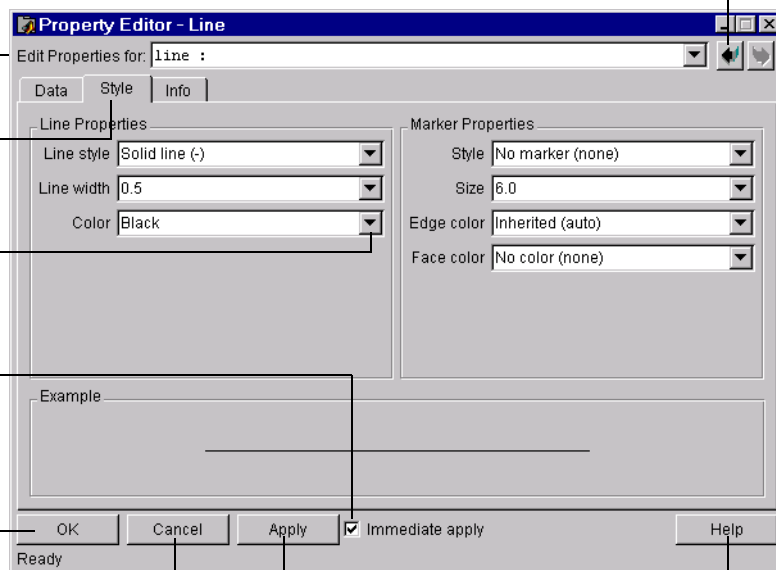 Property Editor - Line
Edit Properties for: line :
Data Style Info
Line Properties
Line style Solid line (-)
Line width 0.5
Color Black
Marker Properties
Style No marker (none)
Size 6.0
Edge color Inherited (auto)
Face color No color (none)
Example
OK Cancel Apply Immediate apply Help
Ready